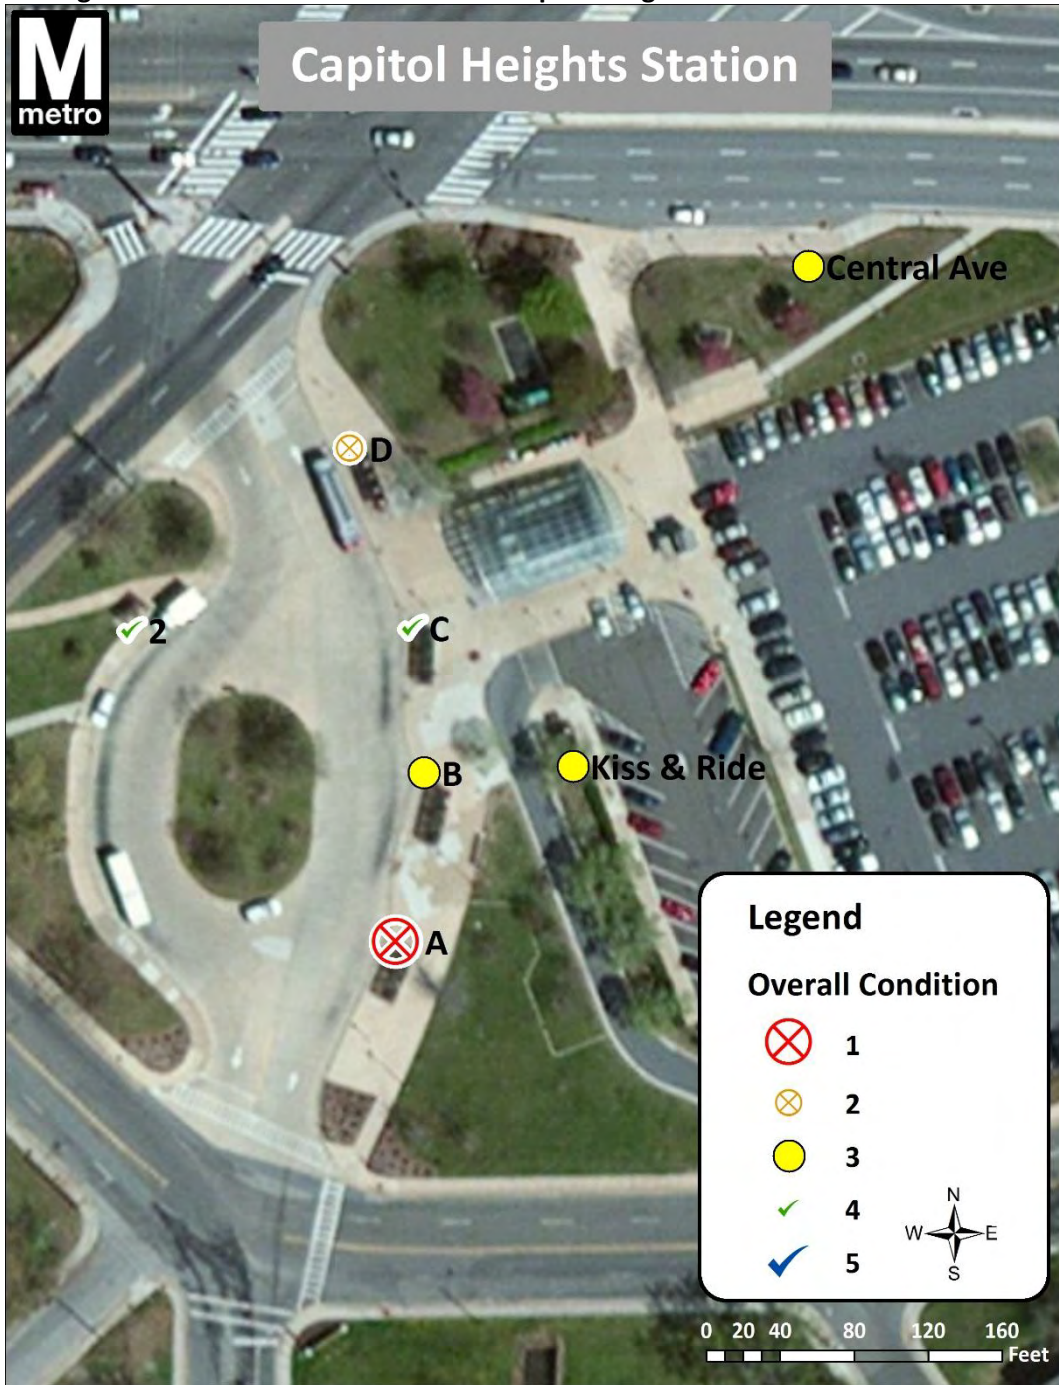 M
metro
Capitol Heights Station
Central Ave
D
2
C
B
Kiss & Ride
A
Legend
Overall Condition
1
2
3
4
5
N
W E
S
0 20 40 80 120 160
Feet